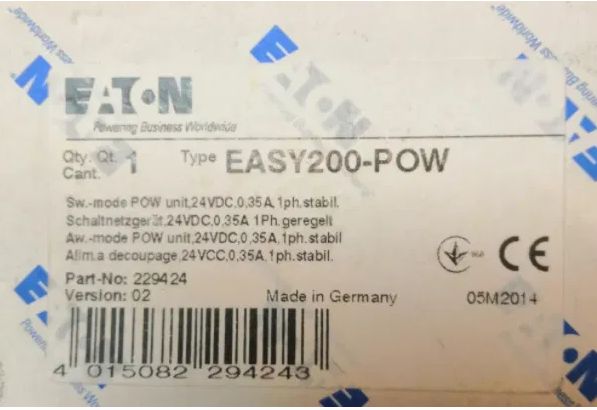 EATON
Powering Business Worldwide
Qty. Qt. 1 Type EASY200-POW
Cant.
Sw.-mode POW unit,24VDC,0,35A,1ph.stabil.
Schaltnetzgerät,24VDC,0,35A 1Ph.geregelt
Aw.-mode POW unit,24VDC,0,35A,1ph.stabil
Alim.a decoupage,24VCC,0,35A,1ph.stabil.
CE
Part-No: 229424
Version: 02 Made in Germany 05M2014
4 015082 294243